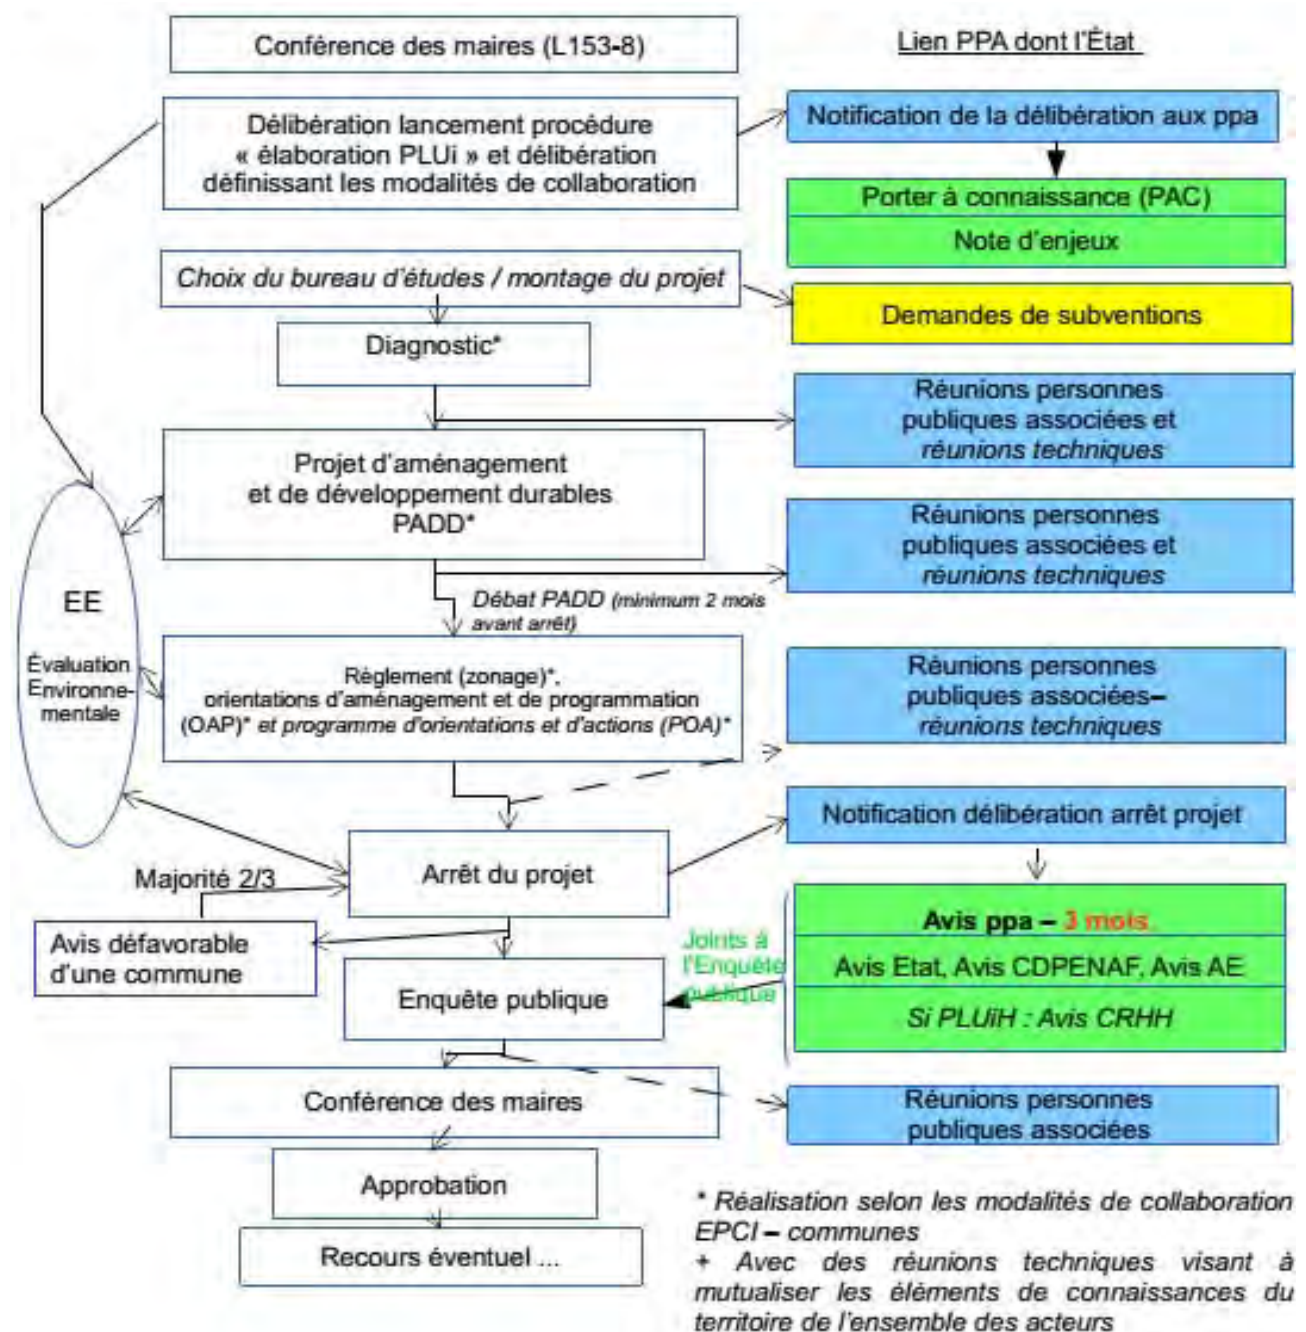 Conférence des maires (L153-8)
Lien PPA dont l'État
Délibération lancement procédure
« élaboration PLUi » et délibération
définissant les modalités de collaboration
Notification de la délibération aux ppa
Porter à connaissance (PAC)
Note d'enjeux
Choix du bureau d'études / montage du projet
Demandes de subventions
Diagnostic*
Réunions personnes
publiques associées et
réunions techniques
Projet d'aménagement
et de développement durables
PADD*
Réunions personnes
publiques associées et
réunions techniques
EE
Évaluation
Environne-
mentale
Débat PADD (minimum 2 mois
avant arrêt)
Règlement (zonage)*,
orientations d'aménagement et de programmation
(OAP)* et programme d'orientations et d'actions (POA)*
Réunions personnes
publiques associées–
réunions techniques
Notification délibération arrêt projet
Arrêt du projet
Majorité 2/3
Avis défavorable
d'une commune
Avis ppa – 3 mois
Avis Etat, Avis CDPENAF, Avis AE
Si PLUiH : Avis CRHH
Joints à
l'Enquête
publique
Enquête publique
Conférence des maires
Réunions personnes
publiques associées
Approbation
Recours éventuel ...
* Réalisation selon les modalités de collaboration
EPCI – communes
+ Avec des réunions techniques visant à
mutualiser les éléments de connaissances du
territoire de l'ensemble des acteurs